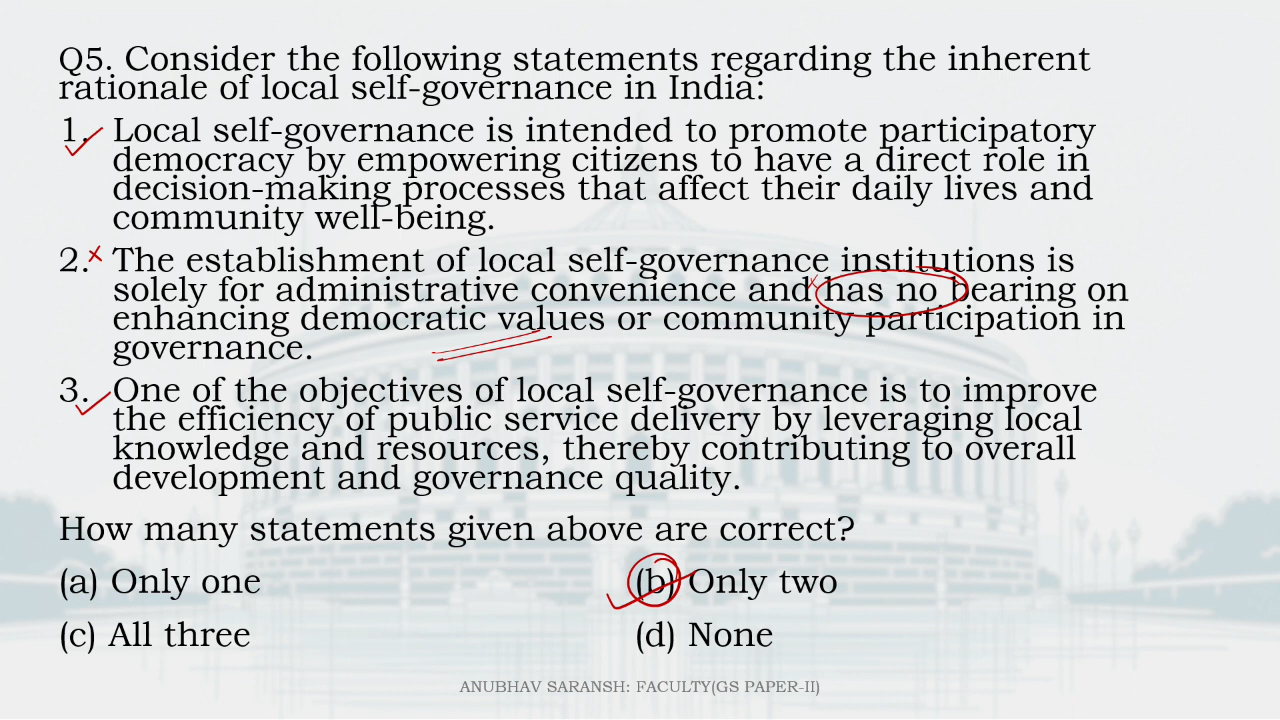 Q5. Consider the following statements regarding the inherent
rationale of local self-governance in India:
1. Local self-governance is intended to promote participatory
democracy by empowering citizens to have a direct role in
decision-making processes that affect their daily lives and
community well-being.
2. The establishment of local self-governance institutions is
solely for administrative convenience and has no bearing on
enhancing democratic values or community participation in
governance.
3. One of the objectives of local self-governance is to improve
the efficiency of public service delivery by leveraging local
knowledge and resources, thereby contributing to overall
development and governance quality.
How many statements given above are correct?
(a) Only one (b) Only two
(c) All three (d) None
ANUBHAV SARANSH: FACULTY(GS PAPER-II)